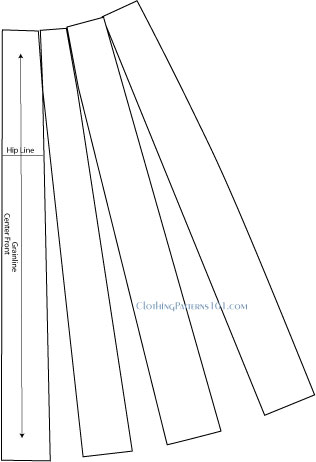 Hip Line
Grainline
Center Front
ClothingPatterns101.com